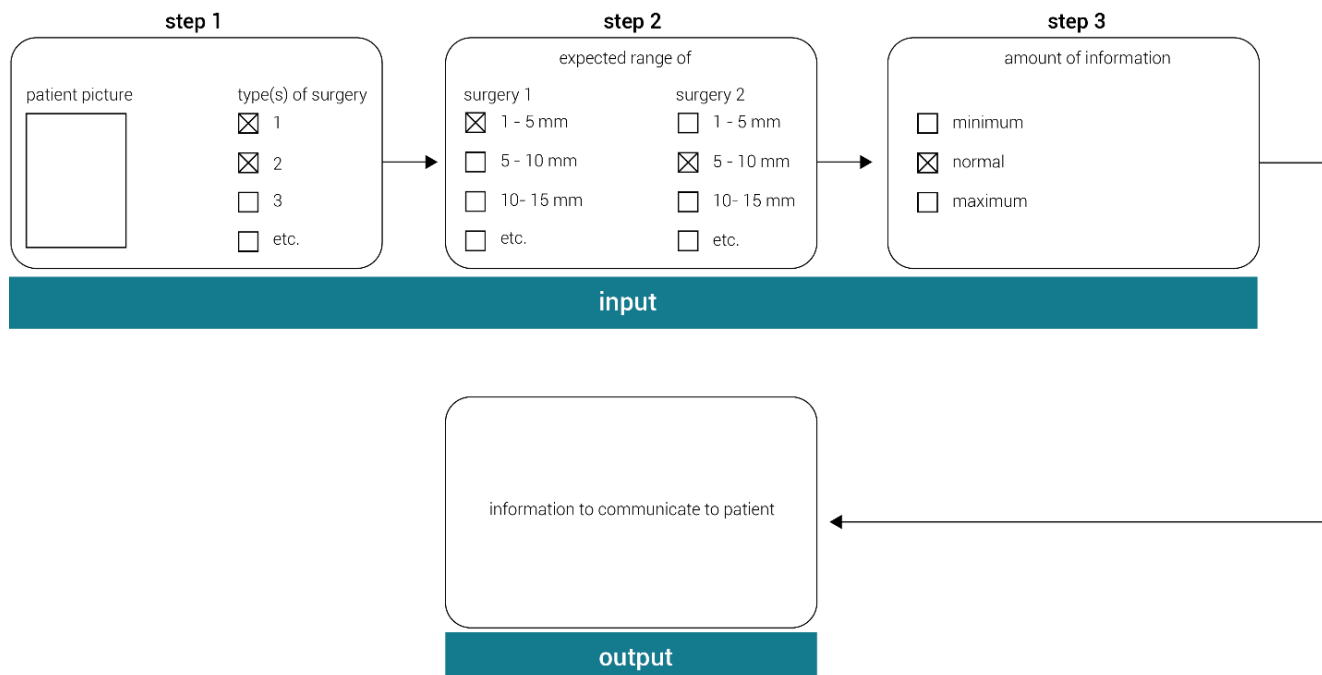 step 1
patient picture
type(s) of surgery
1
2
3
etc.
step 2
expected range of
surgery 1
1 - 5 mm
5 - 10 mm
10- 15 mm
etc.
surgery 2
1 - 5 mm
5 - 10 mm
10- 15 mm
etc.
step 3
amount of information
minimum
normal
maximum
input
information to communicate to patient
output